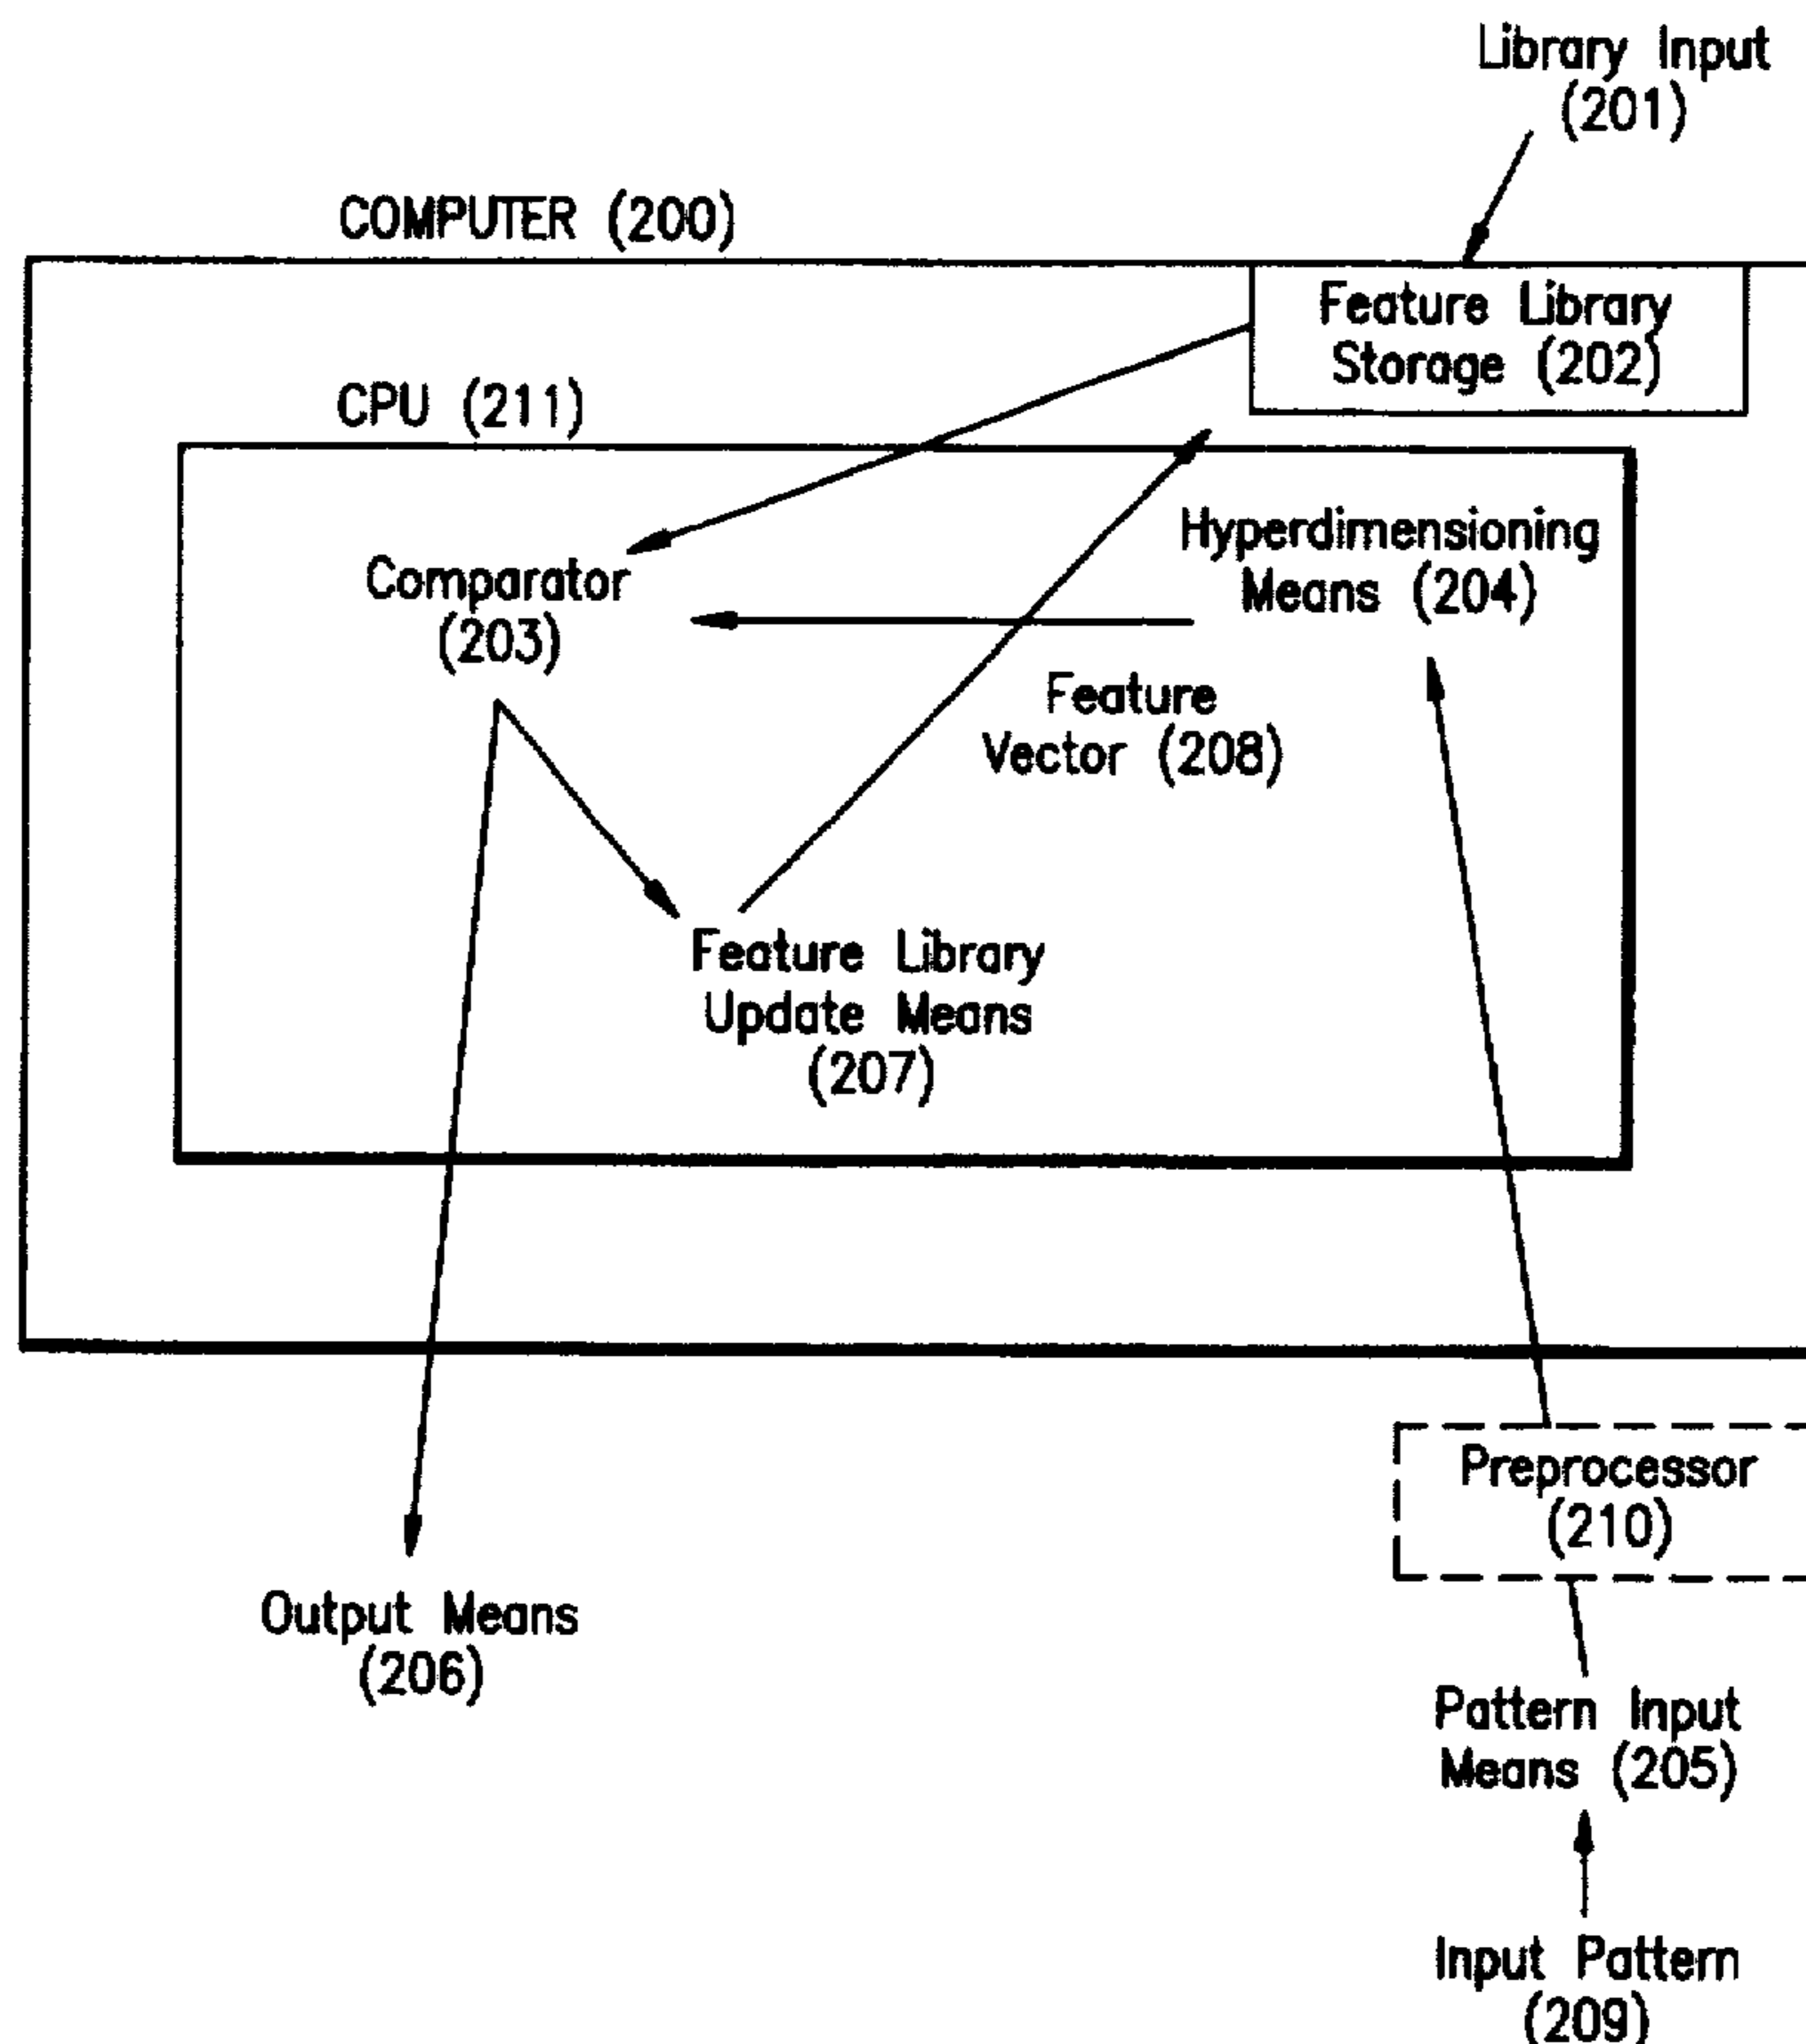 Library Input
(201)
COMPUTER (200)
Feature Library
Storage (202)
CPU (211)
Hyperdimensioning
Means (204)
Comparator
(203)
Feature
Vector (208)
Feature Library
Update Means
(207)
Preprocessor
(210)
Output Means
(206)
Pattern Input
Means (205)
Input Pattern
(209)